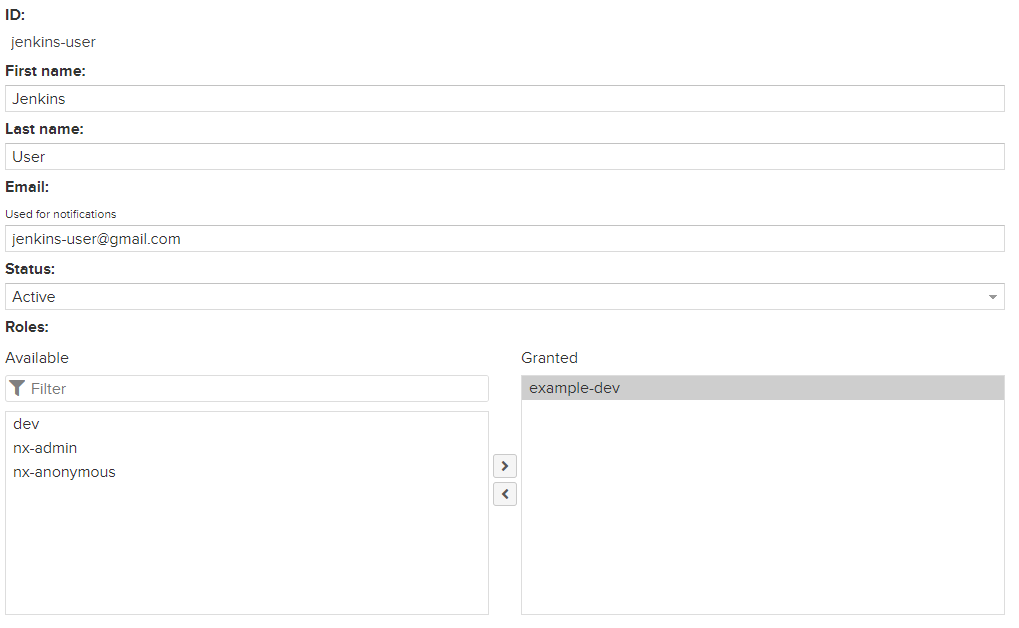 ID:
jenkins-user
First name:
Jenkins
Last name:
User
Email:
Used for notifications
jenkins-user@gmail.com
Status:
Active
Roles:
Available
Filter
dev
nx-admin
nx-anonymous
Granted
example-dev